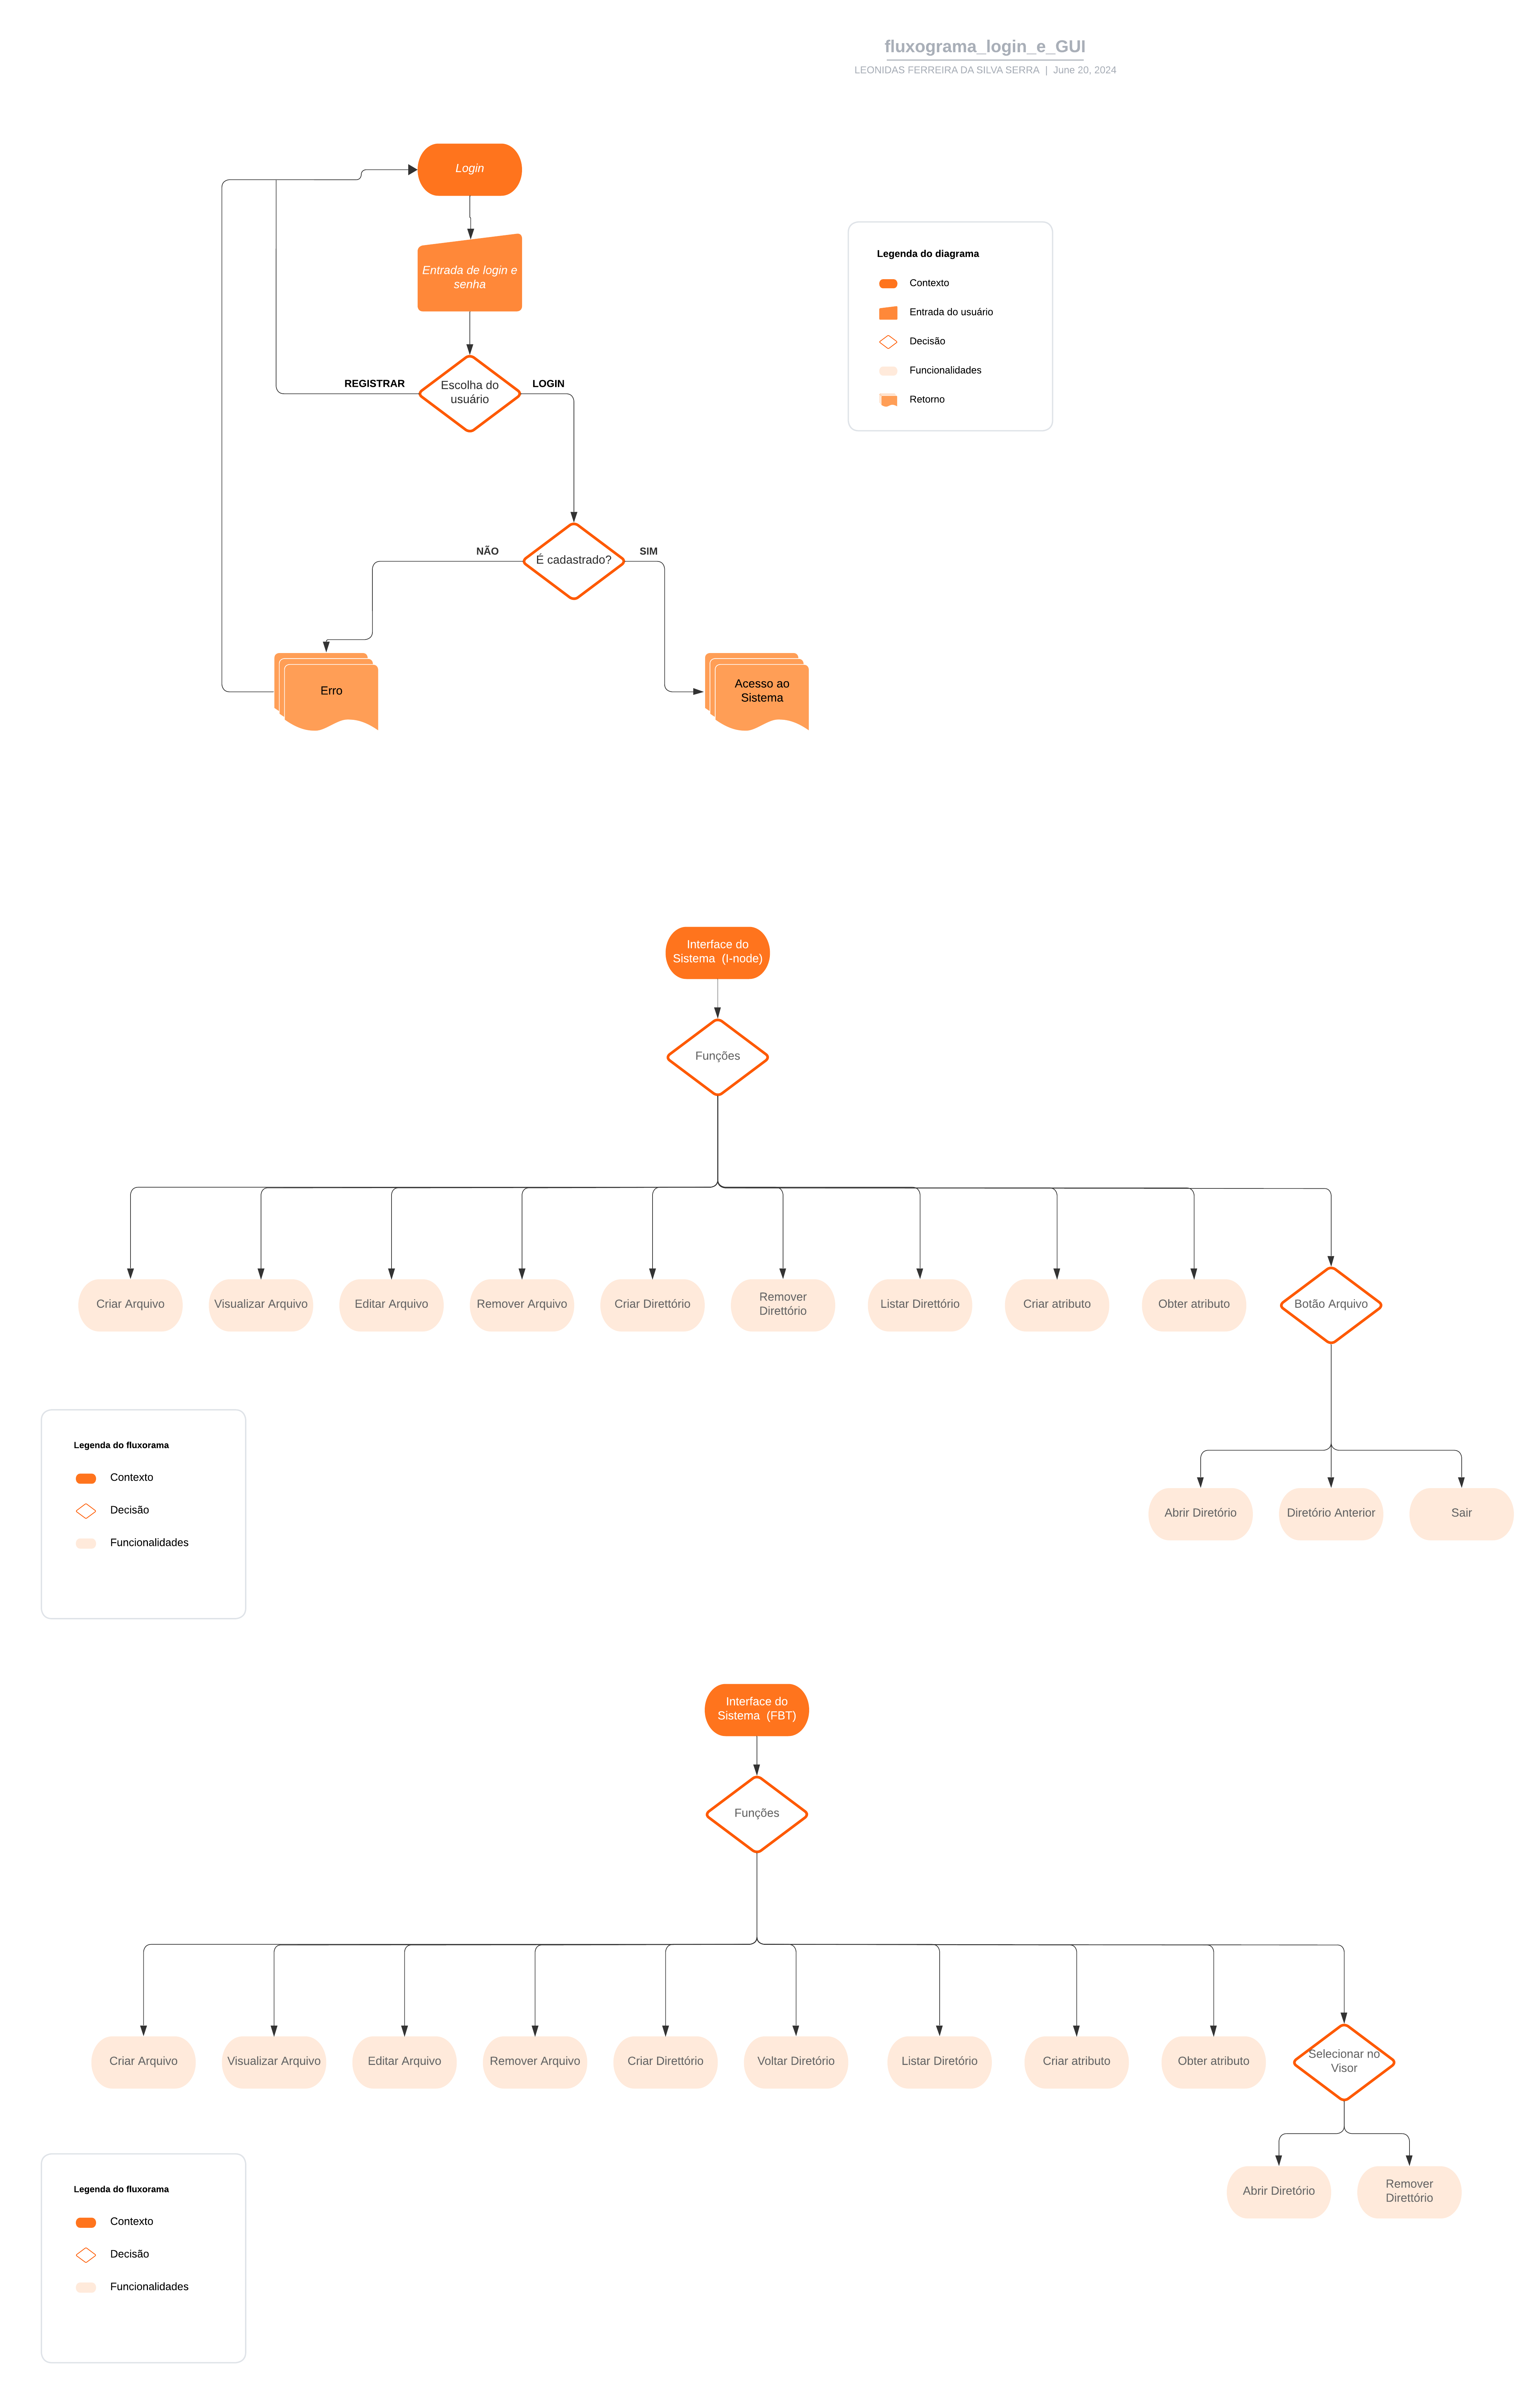 fluxograma_login_e_GUI
LEONIDAS FERREIRA DA SILVA SERRA | June 20, 2024
Login
Entrada de login e
senha
REGISTRAR
Escolha do
usuário
LOGIN
Legenda do diagrama
Contexto
Entrada do usuário
Decisão
Funcionalidades
Retorno
NÃO
É cadastrado?
SIM
Erro
Acesso ao
Sistema
Interface do
Sistema (I-node)
Funções
Criar Arquivo
Visualizar Arquivo
Editar Arquivo
Remover Arquivo
Criar Direttório
Remover
Direttório
Listar Direttório
Criar atributo
Obter atributo
Botão Arquivo
Abrir Diretório
Diretório Anterior
Sair
Legenda do fluxorama
Contexto
Decisão
Funcionalidades
Interface do
Sistema (FBT)
Funções
Criar Arquivo
Visualizar Arquivo
Editar Arquivo
Remover Arquivo
Criar Direttório
Voltar Diretório
Listar Diretório
Criar atributo
Obter atributo
Selecionar no
Visor
Abrir Diretório
Remover
Direttório
Legenda do fluxorama
Contexto
Decisão
Funcionalidades